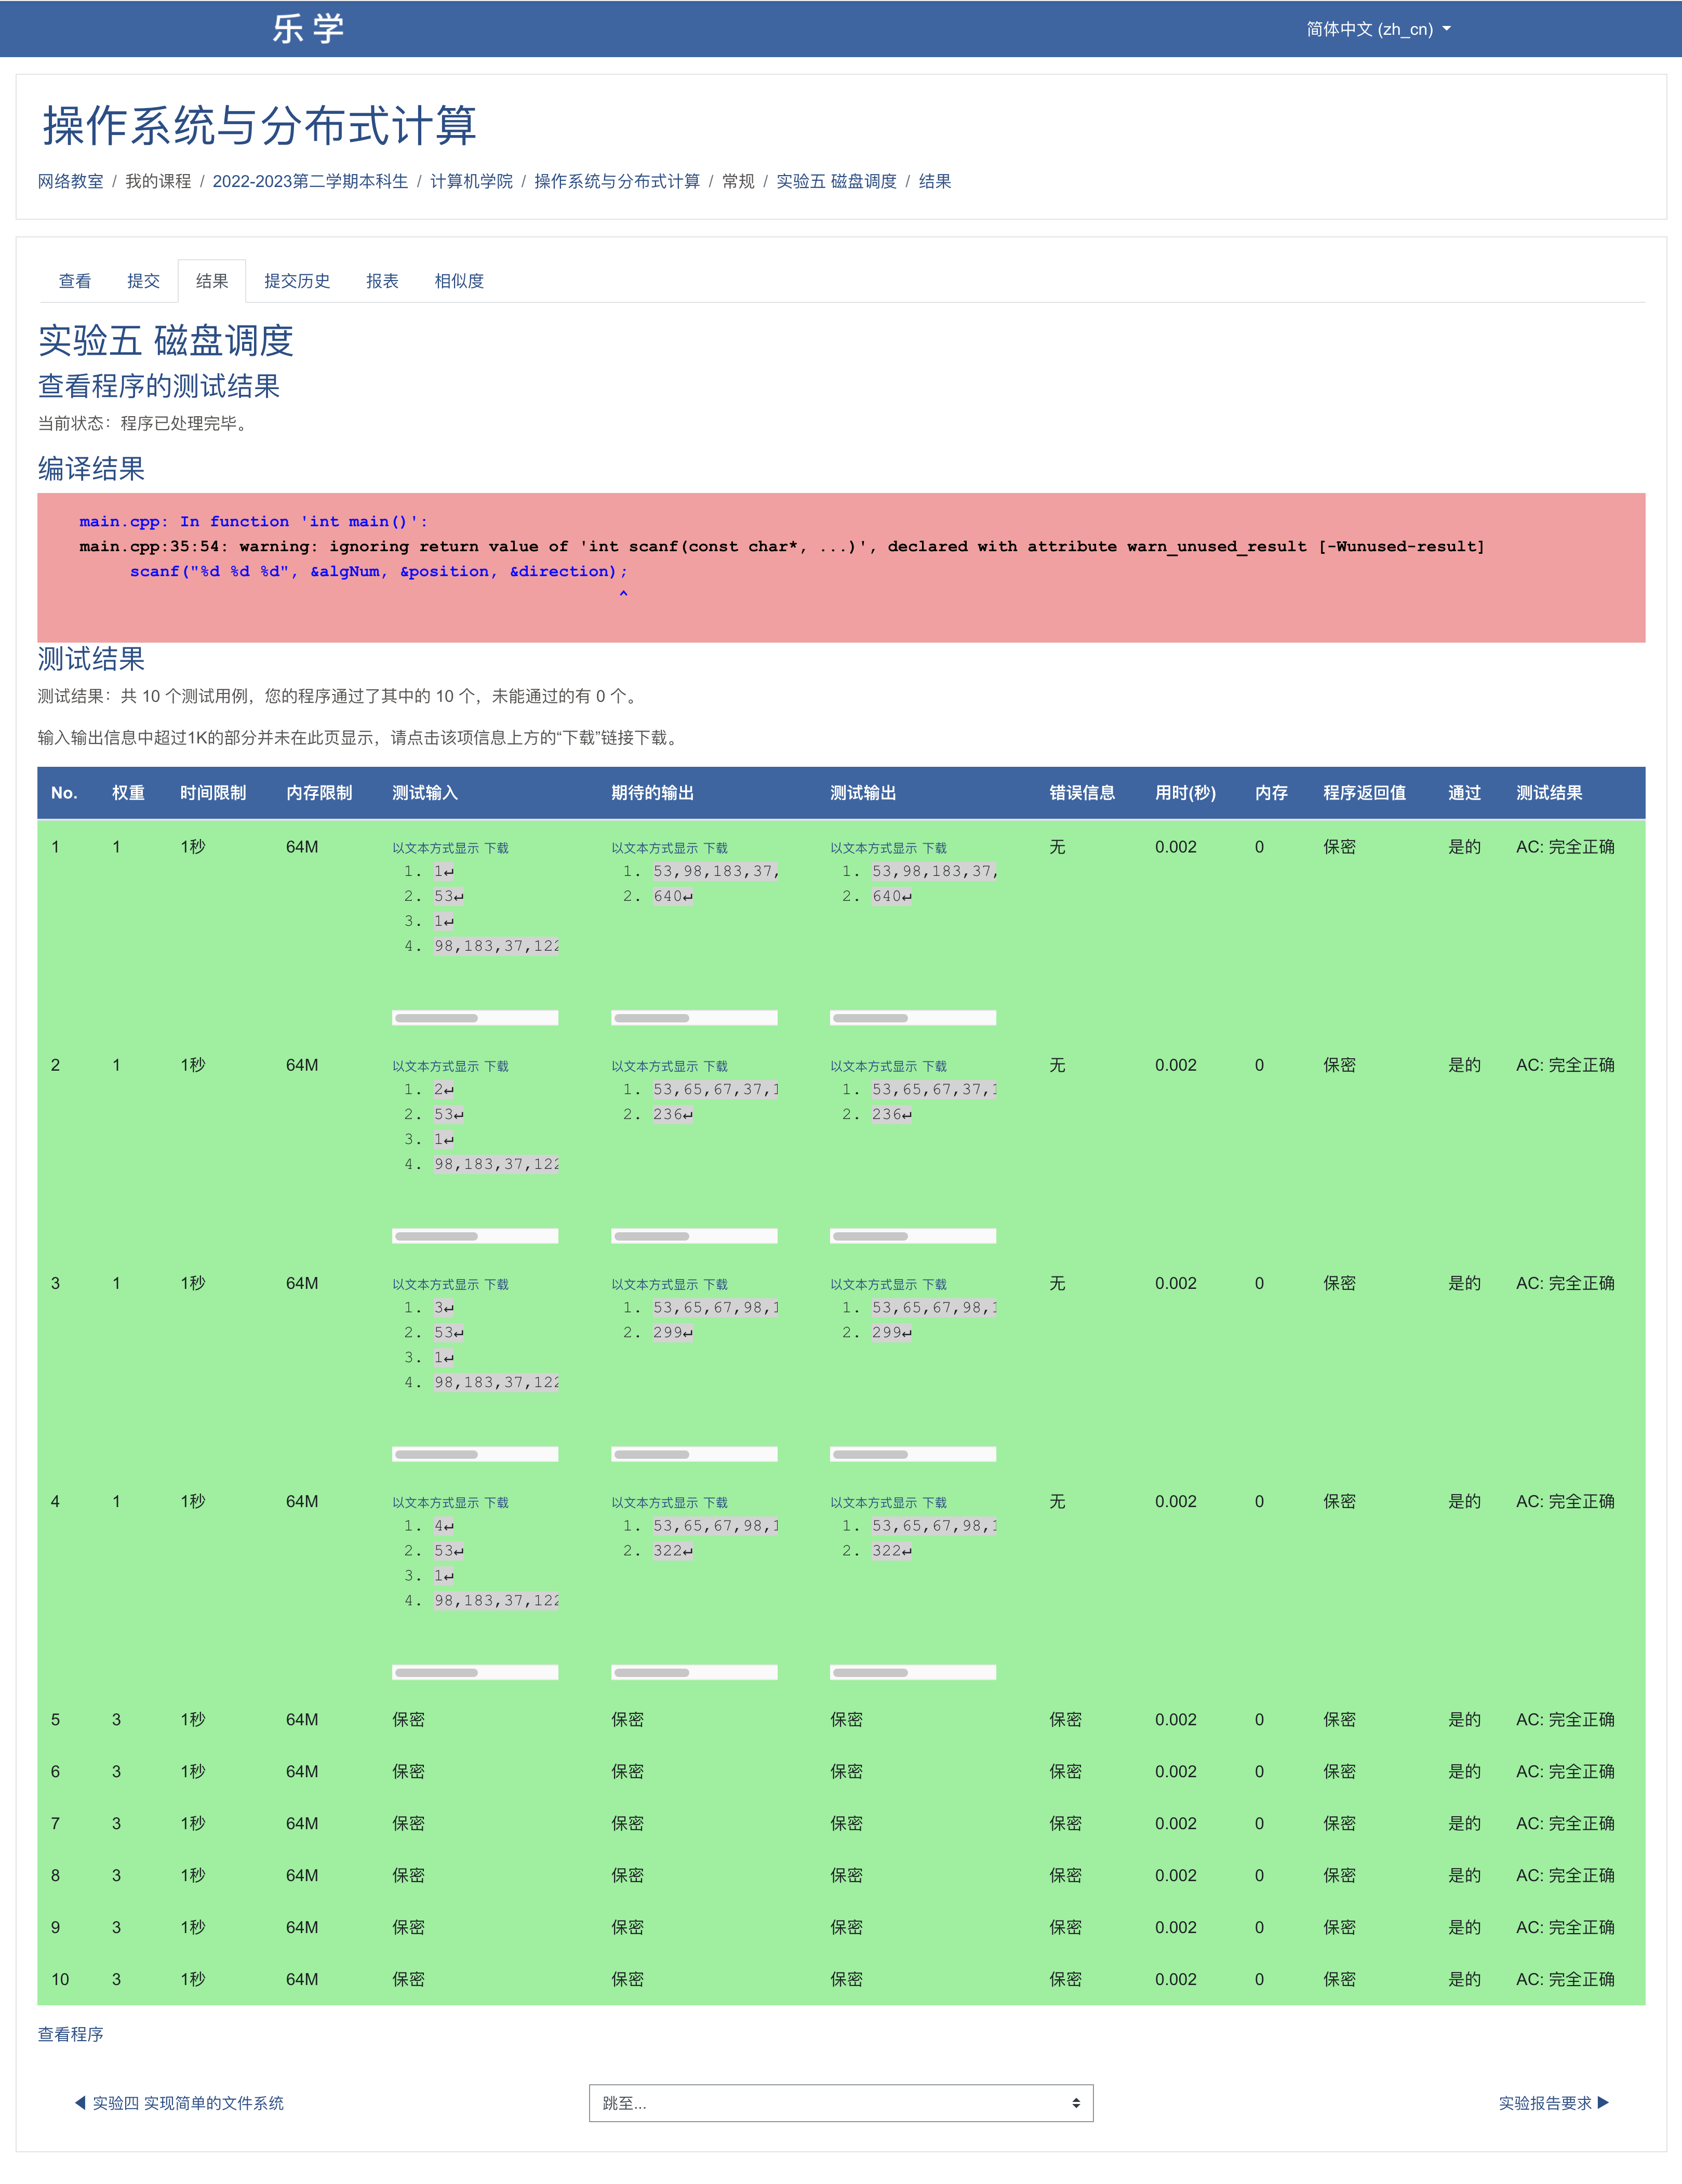 乐 学
简体中文 (zh_cn)
操作系统与分布式计算
网络教室 / 我的课程 / 2022-2023第二学期本科生 / 计算机学院 / 操作系统与分布式计算 / 常规 / 实验五 磁盘调度 / 结果
查看 提交 结果 提交历史 报表 相似度
实验五 磁盘调度
查看程序的测试结果
当前状态：程序已处理完毕。
编译结果
main.cpp: In function 'int main()':
main.cpp:35:54: warning: ignoring return value of 'int scanf(const char*, ...)', declared with attribute warn_unused_result [-Wunused-result]
scanf("%d %d %d", &algNum, &position, &direction);
^
测试结果
测试结果：共 10 个测试用例，您的程序通过了其中的 10 个，未能通过的有 0 个。
输入输出信息中超过1K的部分并未在此页显示，请点击该项信息上方的“下载”链接下载。
No. 权重 时间限制 内存限制 测试输入 期待的输出 测试输出 错误信息 用时(秒) 内存 程序返回值 通过 测试结果
1 1 1秒 64M 以文本方式显示 下载 以文本方式显示 下载 以文本方式显示 下载 无 0.002 0 保密 是的 AC: 完全正确
1. 1↵ 1. 53,98,183,37, 1. 53,98,183,37,
2. 53↵ 2. 640↵ 2. 640↵
3. 1↵
4. 98,183,37,122
2 1 1秒 64M 以文本方式显示 下载 以文本方式显示 下载 以文本方式显示 下载 无 0.002 0 保密 是的 AC: 完全正确
1. 2↵ 1. 53,65,67,37,1 1. 53,65,67,37,1
2. 53↵ 2. 236↵ 2. 236↵
3. 1↵
4. 98,183,37,122
3 1 1秒 64M 以文本方式显示 下载 以文本方式显示 下载 以文本方式显示 下载 无 0.002 0 保密 是的 AC: 完全正确
1. 3↵ 1. 53,65,67,98,1 1. 53,65,67,98,1
2. 53↵ 2. 299↵ 2. 299↵
3. 1↵
4. 98,183,37,122
4 1 1秒 64M 以文本方式显示 下载 以文本方式显示 下载 以文本方式显示 下载 无 0.002 0 保密 是的 AC: 完全正确
1. 4↵ 1. 53,65,67,98,1 1. 53,65,67,98,1
2. 53↵ 2. 322↵ 2. 322↵
3. 1↵
4. 98,183,37,122
5 3 1秒 64M 保密 保密 保密 保密 0.002 0 保密 是的 AC: 完全正确
6 3 1秒 64M 保密 保密 保密 保密 0.002 0 保密 是的 AC: 完全正确
7 3 1秒 64M 保密 保密 保密 保密 0.002 0 保密 是的 AC: 完全正确
8 3 1秒 64M 保密 保密 保密 保密 0.002 0 保密 是的 AC: 完全正确
9 3 1秒 64M 保密 保密 保密 保密 0.002 0 保密 是的 AC: 完全正确
10 3 1秒 64M 保密 保密 保密 保密 0.002 0 保密 是的 AC: 完全正确
查看程序
◀ 实验四 实现简单的文件系统 跳至... 实验报告要求 ▶